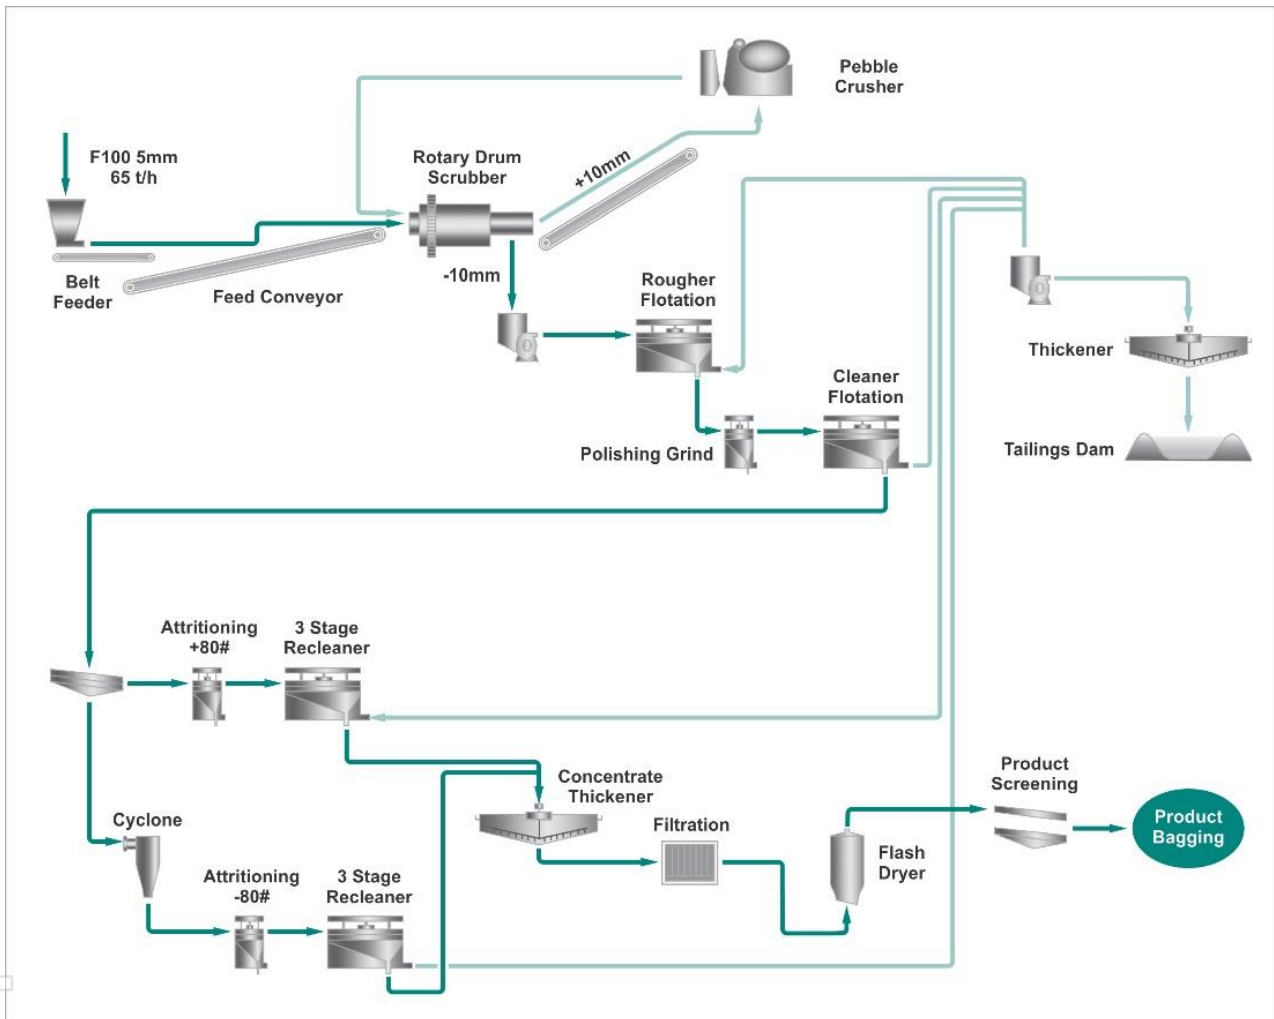 Pebble
Crusher
F100 5mm
65 t/h
Rotary Drum
Scrubber
+10mm
-10mm
Belt
Feeder
Feed Conveyor
Rougher
Flotation
Thickener
Cleaner
Flotation
Polishing Grind
Tailings Dam
Attritioning
+80#
3 Stage
Recleaner
Concentrate
Thickener
Product
Screening
Cyclone
Filtration
Product
Bagging
Flash
Dryer
Attritioning
-80#
3 Stage
Recleaner